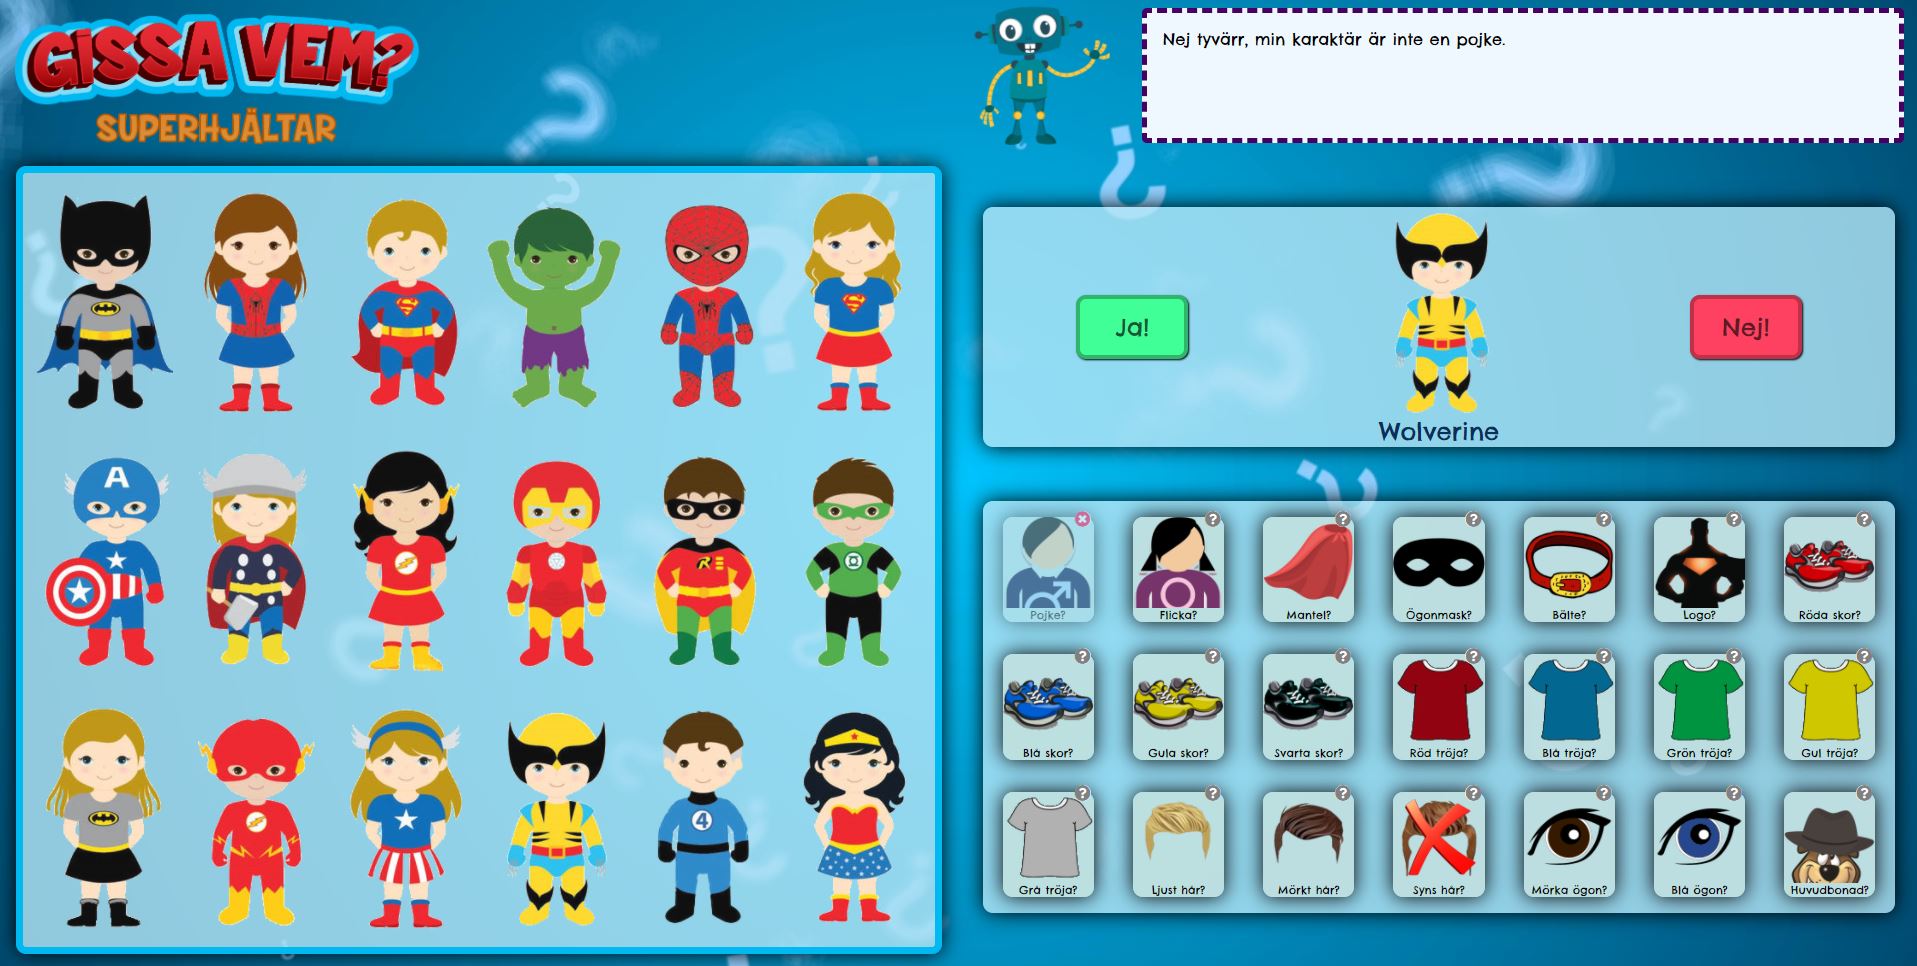 GISSA VEM?
SUPERHJÄLTAR
Nej tyvärr, min karaktär är inte en pojke.
Ja!
Nej!
Wolverine
A
R
4
Pojke?
Flicka?
Mantel?
Ögonmask?
Bälte?
Logo?
Röda skor?
Blå skor?
Gula skor?
Svarta skor?
Röd tröja?
Blå tröja?
Grön tröja?
Gul tröja?
Grå tröja?
Ljust hår?
Mörkt hår?
Syns hår?
Mörka ögon?
Blå ögon?
Huvudbonad?